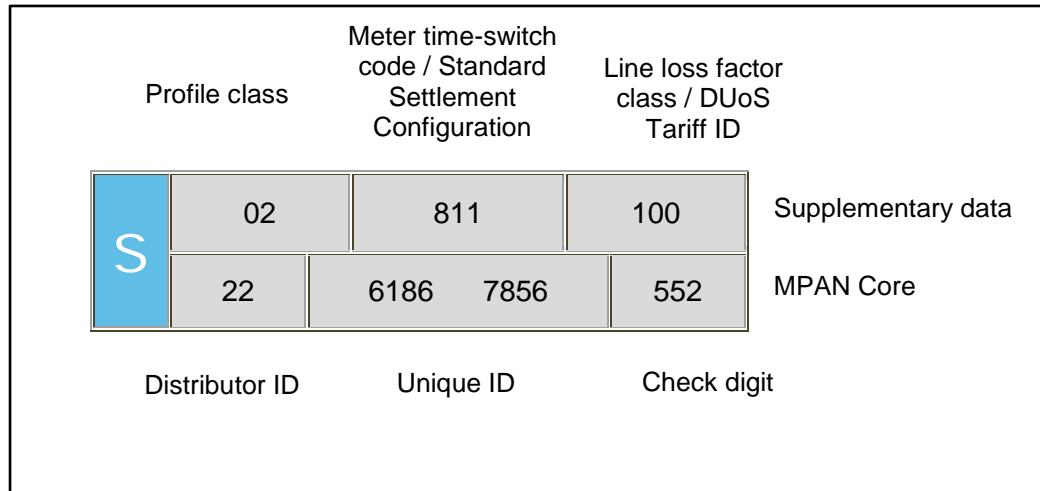 Profile class
Meter time-switch
code / Standard
Settlement
Configuration
Line loss factor
class / DUoS
Tariff ID
S
02 811 100
Supplementary data
22 6186 7856 552
MPAN Core
Distributor ID
Unique ID
Check digit